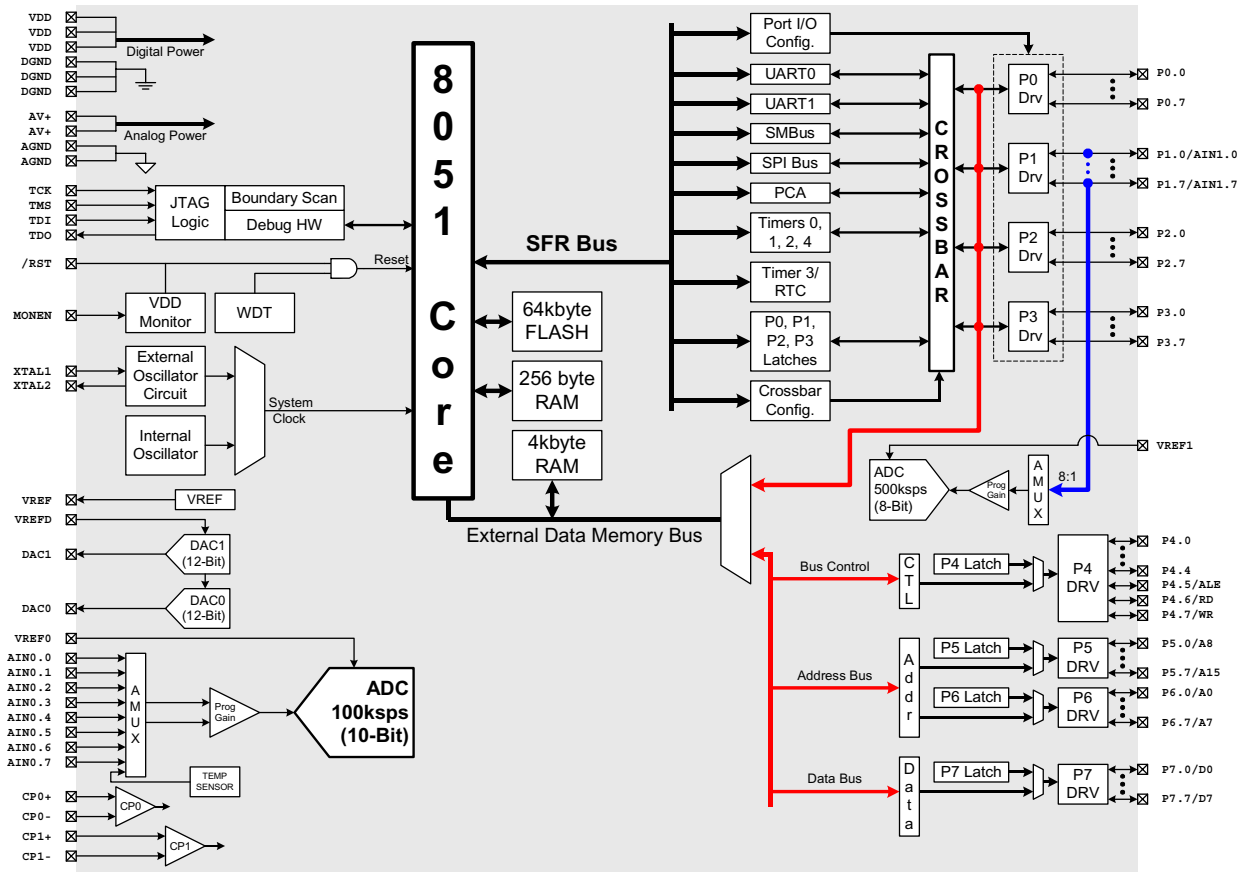 VDD
VDD
VDD
Digital Power
DGND
DGND
DGND
AV+
AV+
Analog Power
AGND
AGND
TCK
TMS
TDI
TDO
JTAG
Logic
Boundary Scan
Debug HW
/RST
Reset
MONEN
VDD
Monitor
WDT
XTAL1
XTAL2
External
Oscillator
Circuit
Internal
Oscillator
System
Clock
VREF
VREF
VREFD
DAC1
DAC1
(12-Bit)
DAC0
DAC0
(12-Bit)
VREF0
AIN0.0
AIN0.1
AIN0.2
AIN0.3
AIN0.4
AIN0.5
AIN0.6
AIN0.7
AMUX
Prog
Gain
ADC
100ksps
(10-Bit)
TEMP
SENSOR
CP0+
CP0-
CP0
CP1+
CP1-
CP1
8051 Core
SFR Bus
64kbyte
FLASH
256 byte
RAM
4kbyte
RAM
External Data Memory Bus
Port I/O
Config.
UART0
UART1
SMBus
SPI Bus
PCA
Timers 0,
1, 2, 4
Timer 3/
RTC
P0, P1,
P2, P3
Latches
Crossbar
Config.
CROSSBAR
P0
Drv
P1
Drv
P2
Drv
P3
Drv
P0.0
P0.7
P1.0/AIN1.0
P1.7/AIN1.7
P2.0
P2.7
P3.0
P3.7
VREF1
ADC
500ksps
(8-Bit)
Prog
Gain
AMUX
8:1
Bus Control
CTL
P4 Latch
P4
DRV
P4.0
P4.4
P4.5/ALE
P4.6/RD
P4.7/WR
Address Bus
Addr
P5 Latch
P5
DRV
P5.0/A8
P5.7/A15
P6 Latch
P6
DRV
P6.0/A0
P6.7/A7
Data Bus
Data
P7 Latch
P7
DRV
P7.0/D0
P7.7/D7